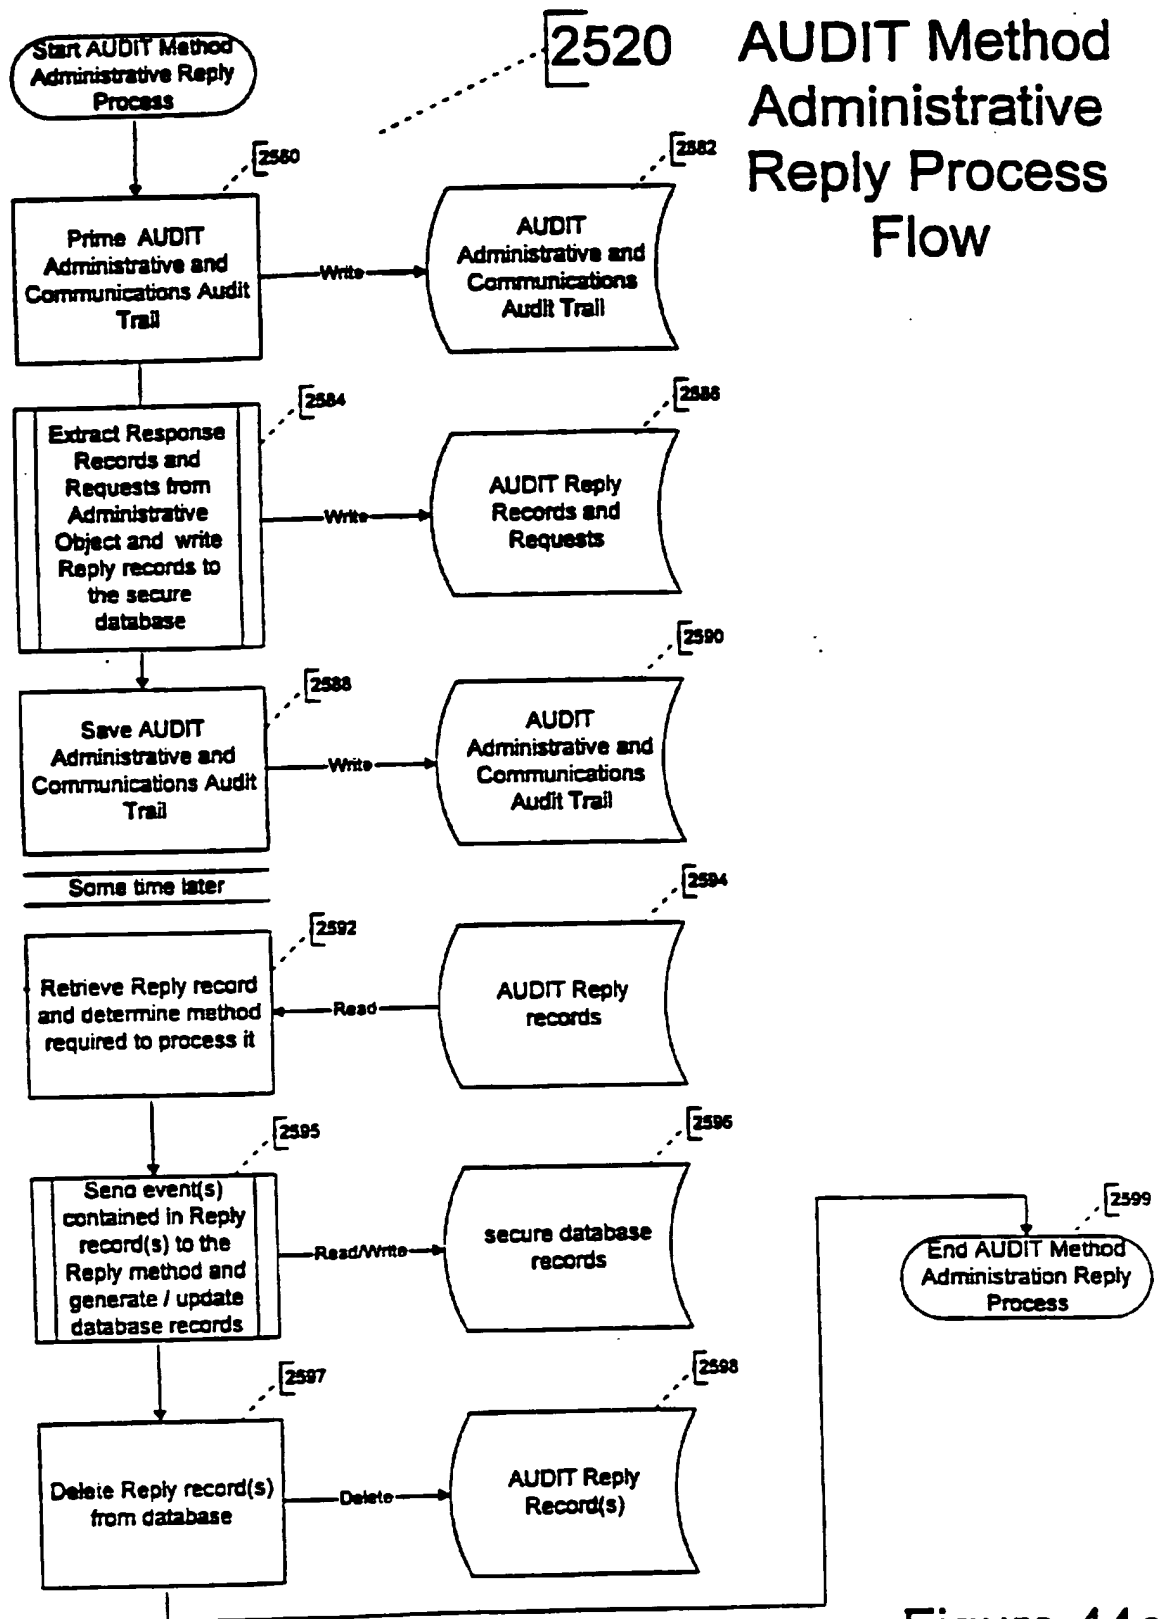 2520
AUDIT Method
Administrative
Reply Process
Flow
Start AUDIT Method
Administrative Reply
Process
2580
Prime AUDIT
Administrative and
Communications Audit
Trail
Write
2582
AUDIT
Administrative and
Communications
Audit Trail
2584
Extract Response
Records and
Requests from
Administrative
Object and write
Reply records to
the secure
database
Write
2586
AUDIT Reply
Records and
Requests
2588
Save AUDIT
Administrative and
Communications Audit
Trail
Write
2590
AUDIT
Administrative and
Communications
Audit Trail
Some time later
2592
Retrieve Reply record
and determine method
required to process it
Read
2594
AUDIT Reply
records
2595
Send event(s)
contained in Reply
record(s) to the
Reply method and
generate / update
database records
Read/Write
2596
secure database
records
2597
Delete Reply record(s)
from database
Delete
2598
AUDIT Reply
Record(s)
2599
End AUDIT Method
Administration Reply
Process
Figure